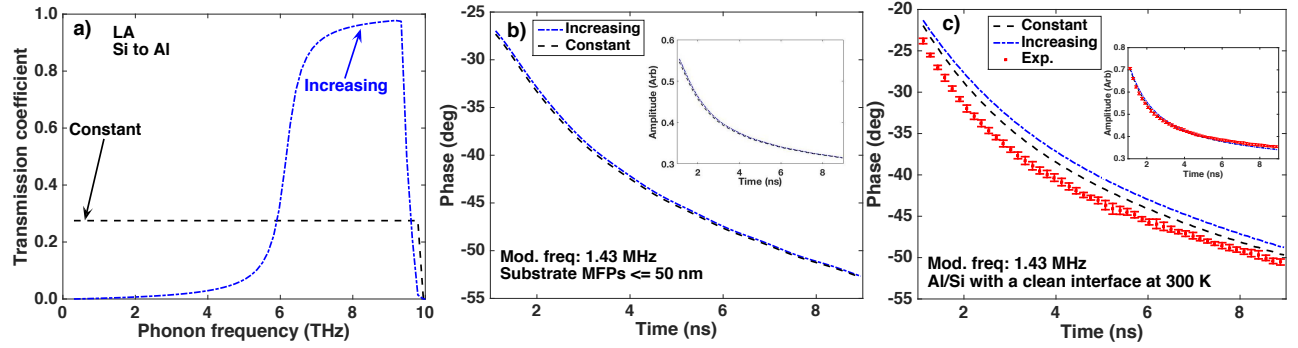 a)
LA
Si to Al
Increasing
Constant
Transmission coefficient
1.0
0.8
0.6
0.4
0.2
0.0
0
2
4
6
8
10
Phonon frequency (THz)
b)
Increasing
Constant
Phase (deg)
-25
-30
-35
-40
-45
-50
-55
2
4
6
8
Time (ns)
Amplitude (Arb)
0.6
0.5
0.4
0.3
2
4
6
8
Time (ns)
Mod. freq: 1.43 MHz
Substrate MFPs <= 50 nm
c)
Constant
Increasing
Exp.
Phase (deg)
-20
-25
-30
-35
-40
-45
-50
-55
2
4
6
8
Time (ns)
Amplitude (Arb)
0.8
0.7
0.6
0.5
0.4
0.3
2
4
6
8
Time (ns)
Mod. freq: 1.43 MHz
Al/Si with a clean interface at 300 K